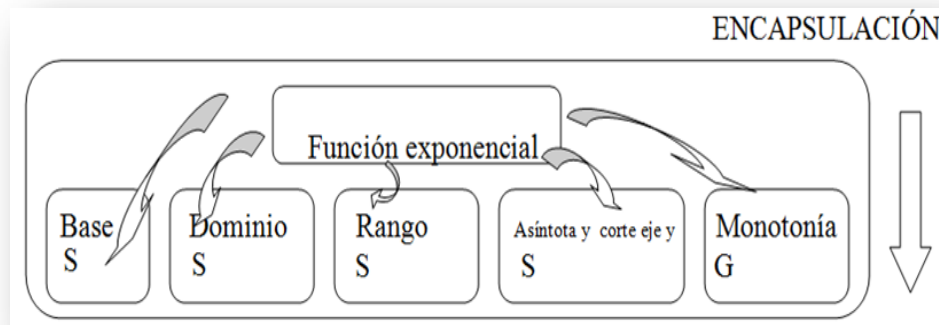 ENCAPSULACIÓN
Función exponencial
Base
S
Dominio
S
Rango
S
Asíntota y corte eje y
S
Monotonía
G